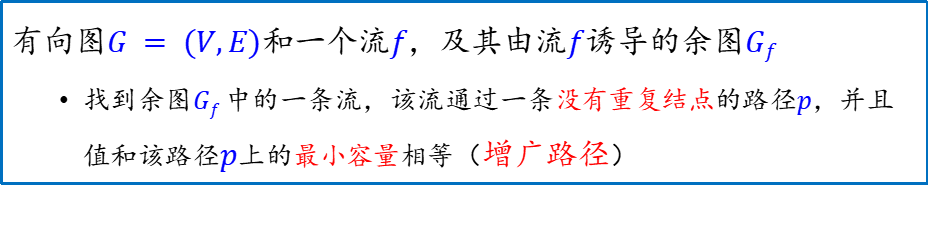 有向图G = (V, E)和一个流f，及其由流f诱导的余图G_f
• 找到余图G_f 中的一条流，该流通过一条没有重复结点的路径p，并且
值和该路径p上的最小容量相等（增广路径）